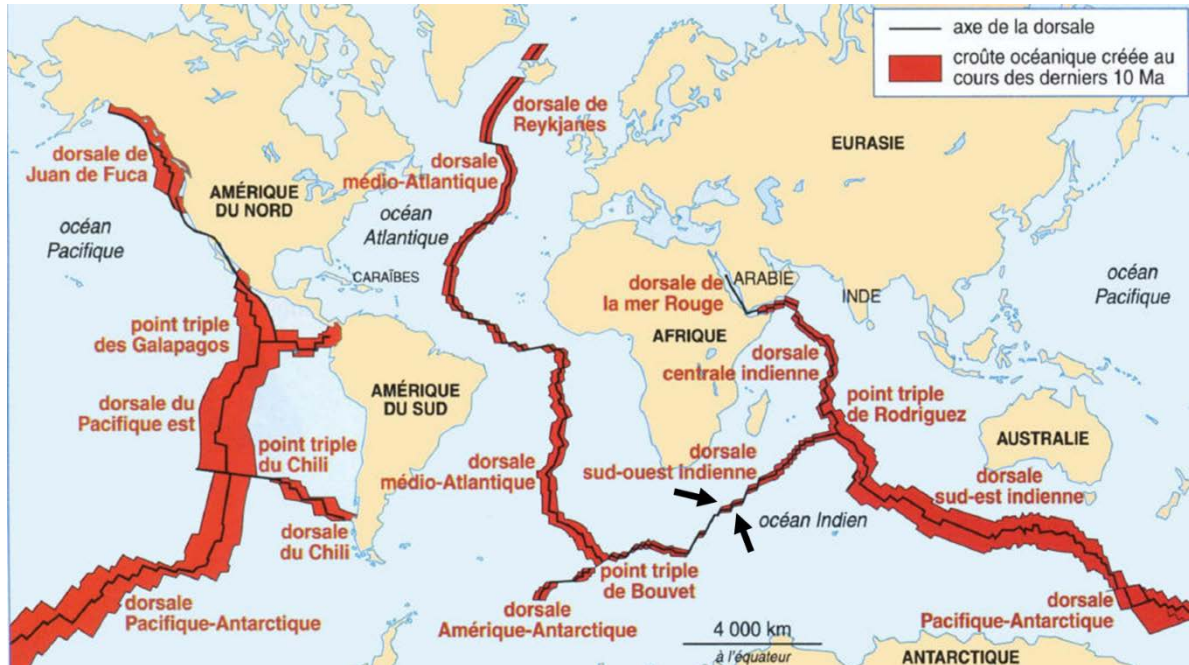 axe de la dorsale
croûte océanique créée au
cours des derniers 10 Ma
dorsale de
Reykjanes
EURASIE
dorsale de
Juan de Fuca
dorsale
médio-Atlantique
AMÉRIQUE
DU NORD
océan
Pacifique
océan
Atlantique
CARAÏBES
dorsale de
la mer Rouge
ARABIE
INDE
océan
Pacifique
point triple
des Galapagos
AFRIQUE
dorsale
centrale indienne
AMÉRIQUE
DU SUD
dorsale du
Pacifique est
point triple
de Rodriguez
point triple
du Chili
AUSTRALIE
dorsale
médio-Atlantique
dorsale
sud-ouest indienne
dorsale
sud-est indienne
océan Indien
dorsale
du Chili
point triple
de Bouvet
dorsale
Pacifique-Antarctique
dorsale
Amérique-Antarctique
dorsale
Pacifique-Antarctique
4 000 km
à l'équateur
ANTARCTIQUE